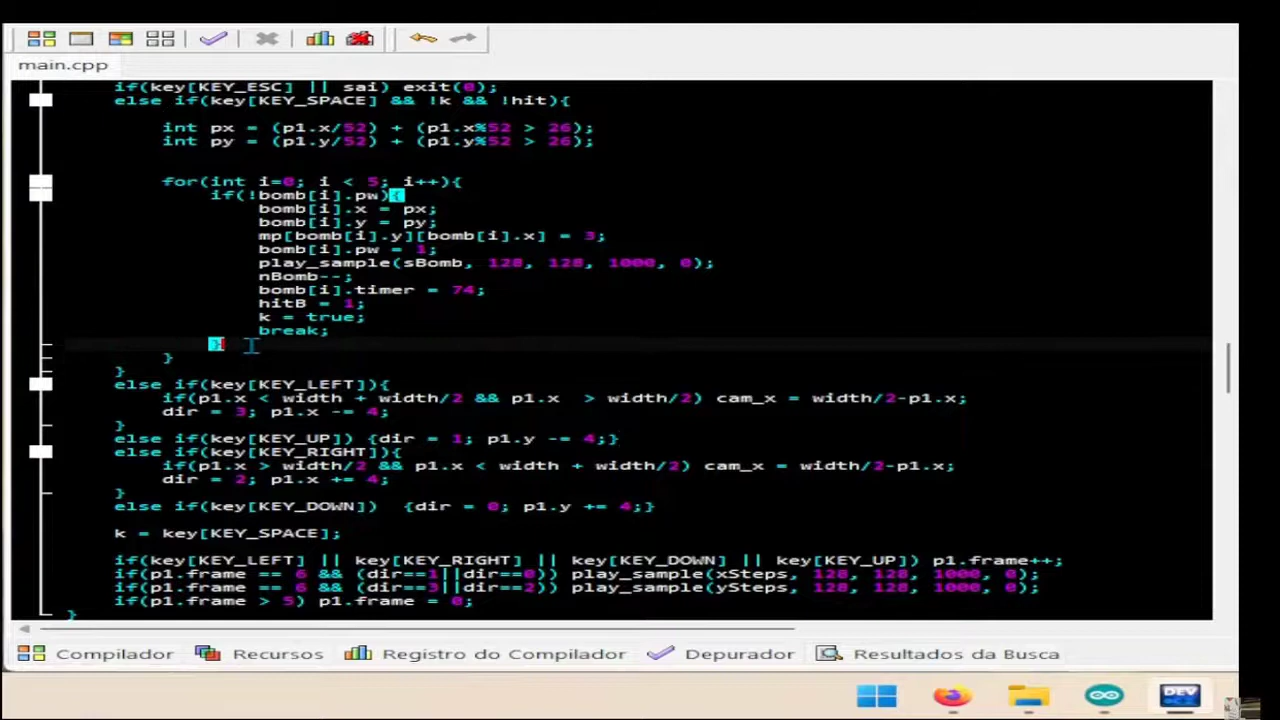 main.cpp
if(key[KEY_ESC] || sai) exit(0);
else if(key[KEY_SPACE] && !k && !hit){
int px = (p1.x/52) + (p1.x%52 > 26);
int py = (p1.y/52) + (p1.y%52 > 26);
for(int i=0; i < 5; i++){
if(!bomb[i].pw){
bomb[i].x = px;
bomb[i].y = py;
mp[bomb[i].y][bomb[i].x] = 3;
bomb[i].pw = 1;
play_sample(sBomb, 128, 128, 1000, 0);
nBomb--;
bomb[i].timer = 74;
hitB = 1;
k = true;
break;
}
}
}
else if(key[KEY_LEFT]){
if(p1.x < width + width/2 && p1.x  > width/2) cam_x = width/2-p1.x;
dir = 3; p1.x -= 4;
}
else if(key[KEY_UP]) {dir = 1; p1.y -= 4;}
else if(key[KEY_RIGHT]){
if(p1.x > width/2 && p1.x < width + width/2) cam_x = width/2-p1.x;
dir = 2; p1.x += 4;
}
else if(key[KEY_DOWN])  {dir = 0; p1.y += 4;}
k = key[KEY_SPACE];
if(key[KEY_LEFT] || key[KEY_RIGHT] || key[KEY_DOWN] || key[KEY_UP]) p1.frame++;
if(p1.frame == 6 && (dir==1||dir==0)) play_sample(xSteps, 128, 128, 1000, 0);
if(p1.frame == 6 && (dir==3||dir==2)) play_sample(ySteps, 128, 128, 1000, 0);
if(p1.frame > 5) p1.frame = 0;
}
Compilador Recursos Registro do Compilador Depurador Resultados da Busca
DEV